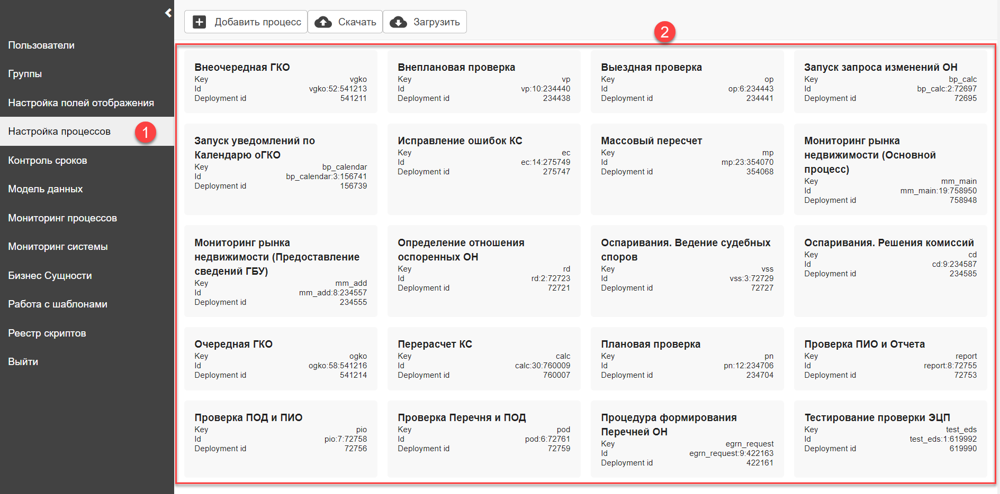 Пользователи
Группы
Настройка полей отображения
Настройка процессов
1
Контроль сроков
Модель данных
Мониторинг процессов
Мониторинг системы
Бизнес Сущности
Работа с шаблонами
Реестр скриптов
Выйти
Добавить процесс
Скачать
Загрузить
2
Внеочередная ГКО
Key vgko
Id vgko:52:541213
Deployment id 541211
Внеплановая проверка
Key vp
Id vp:10:234440
Deployment id 234438
Выездная проверка
Key op
Id op:6:234443
Deployment id 234441
Запуск запроса изменений ОН
Key bp_calc
Id bp_calc:2:72697
Deployment id 72695
Запуск уведомлений по
Календарю оГКО
Key bp_calendar
Id bp_calendar:3:156741
Deployment id 156739
Исправление ошибок КС
Key ec
Id ec:14:275749
Deployment id 275747
Массовый пересчет
Key mp
Id mp:23:354070
Deployment id 354068
Мониторинг рынка
недвижимости (Основной
процесс)
Key mm_main
Id mm_main:19:758950
Deployment id 758948
Мониторинг рынка
недвижимости (Предоставление
сведений ГБУ)
Key mm_add
Id mm_add:8:234557
Deployment id 234555
Определение отношения
оспоренных ОН
Key rd
Id rd:2:72723
Deployment id 72721
Оспаривания. Ведение судебных
споров
Key vss
Id vss:3:72729
Deployment id 72727
Оспаривания. Решения комиссий
Key cd
Id cd:9:234587
Deployment id 234585
Очередная ГКО
Key ogko
Id ogko:58:541216
Deployment id 541214
Перерасчет КС
Key calc
Id calc:30:760009
Deployment id 760007
Плановая проверка
Key pn
Id pn:12:234706
Deployment id 234704
Проверка ПИО и Отчета
Key report
Id report:8:72755
Deployment id 72753
Проверка ПОД и ПИО
Key pio
Id pio:7:72758
Deployment id 72756
Проверка Перечня и ПОД
Key pod
Id pod:6:72761
Deployment id 72759
Процедура формирования
Перечней ОН
Key egrn_request
Id egrn_request:9:422163
Deployment id 422161
Тестирование проверки ЭЦП
Key test_eds
Id test_eds:1:619992
Deployment id 619990